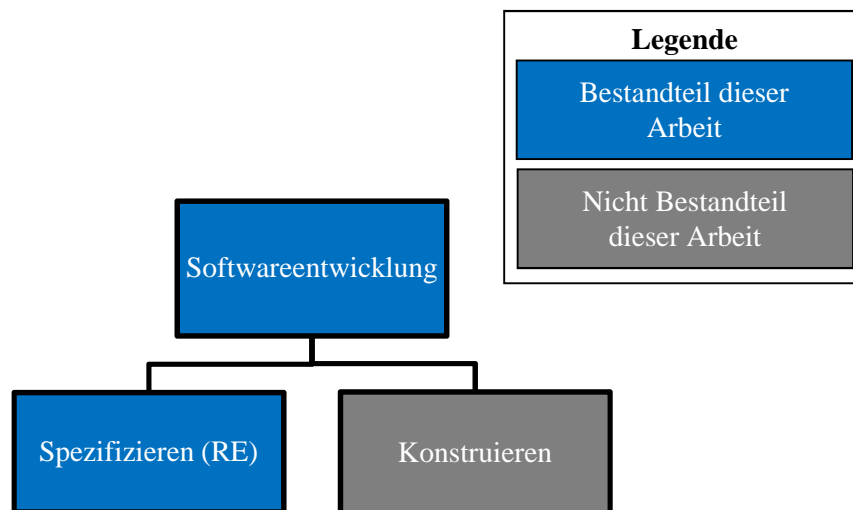 Legende
Bestandteil dieser
Arbeit
Nicht Bestandteil
dieser Arbeit
Softwareentwicklung
Spezifizieren (RE)
Konstruieren